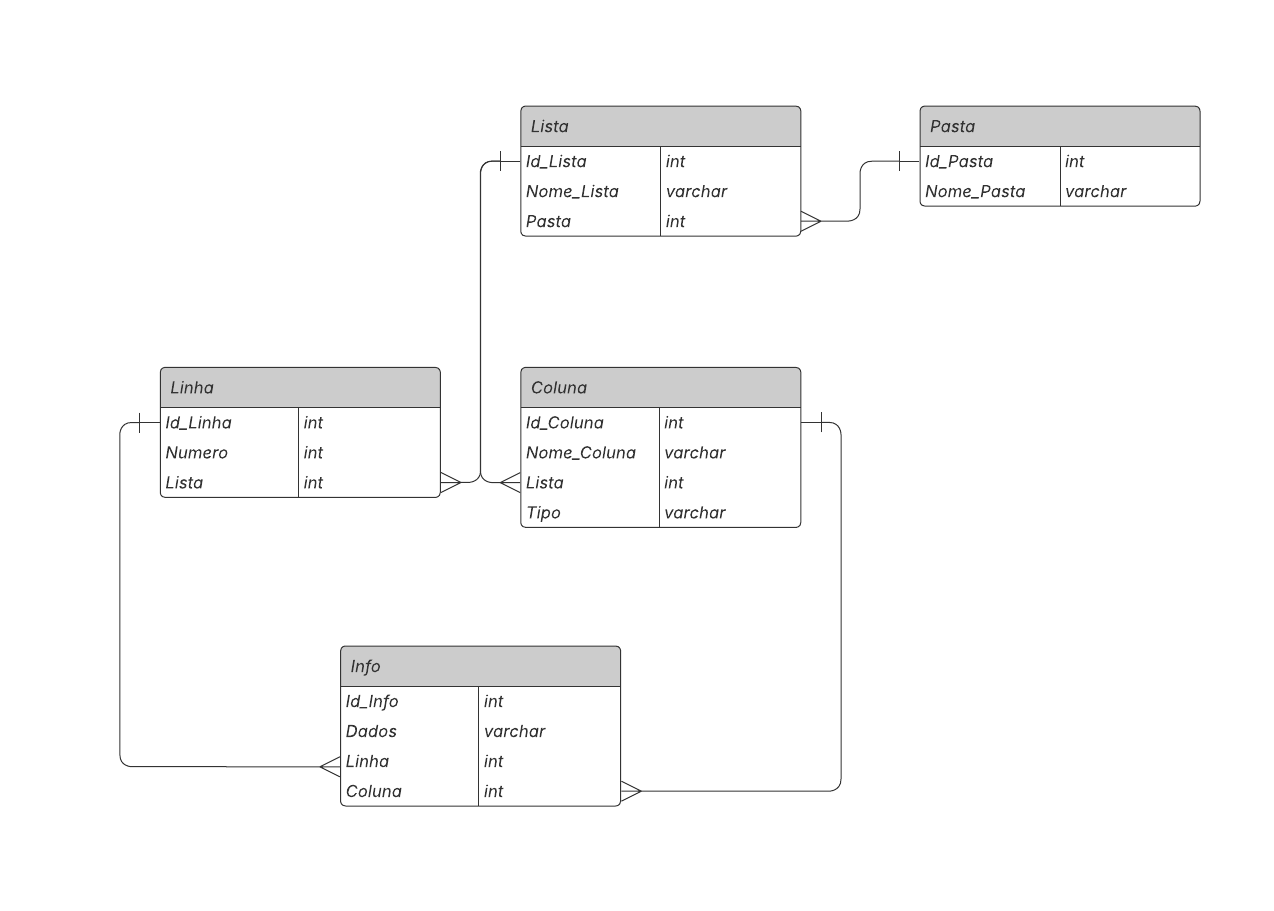 Lista
Id_Lista int
Nome_Lista varchar
Pasta int
Pasta
Id_Pasta int
Nome_Pasta varchar
Linha
Id_Linha int
Numero int
Lista int
Coluna
Id_Coluna int
Nome_Coluna varchar
Lista int
Tipo varchar
Info
Id_Info int
Dados varchar
Linha int
Coluna int